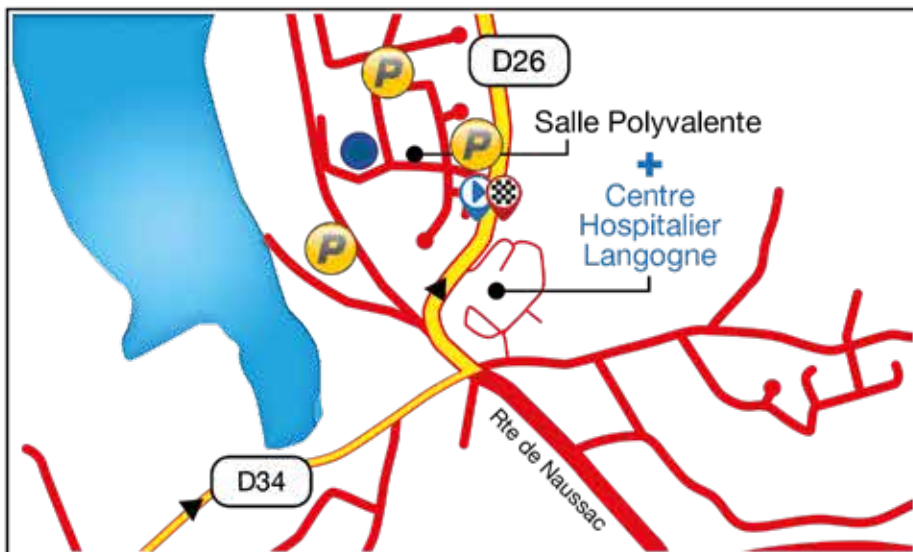 D26
P
Salle Polyvalente
P
Centre
Hospitalier
Langogne
P
D34
Rte de Naussac